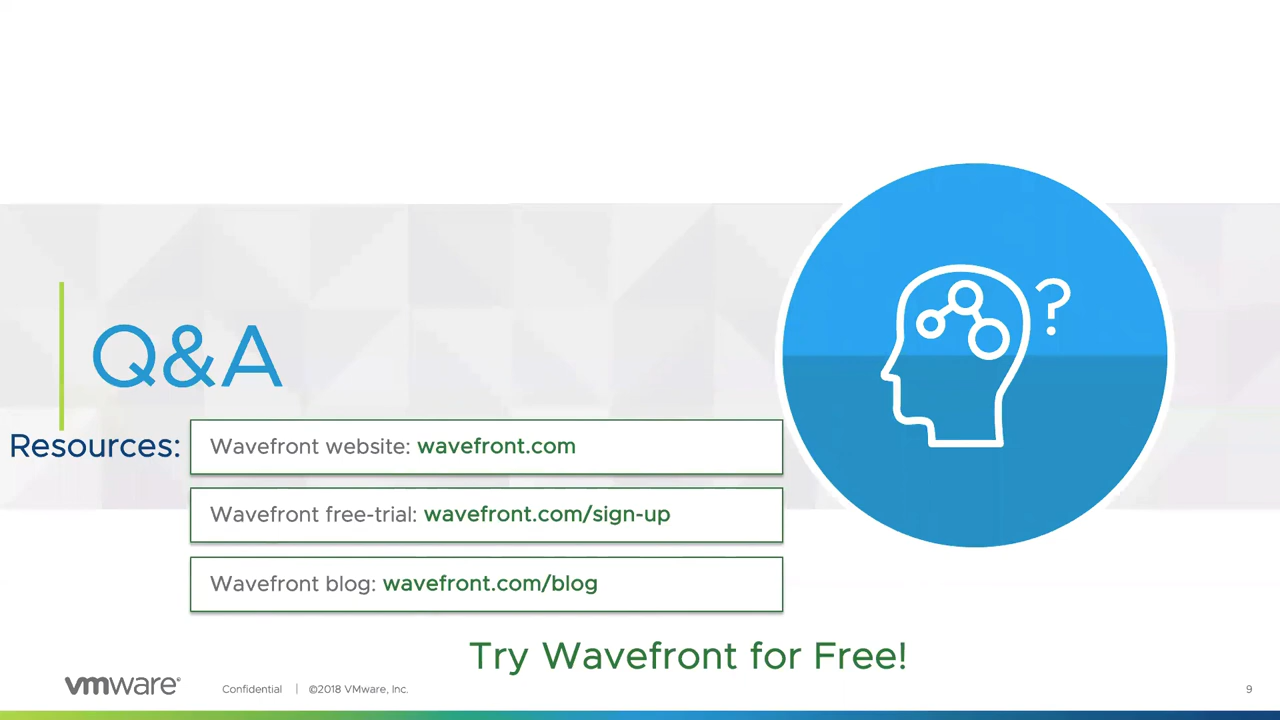 Q&A
Resources:
Wavefront website: wavefront.com
Wavefront free-trial: wavefront.com/sign-up
Wavefront blog: wavefront.com/blog
Try Wavefront for Free!
vmware®
Confidential | ©2018 VMware, Inc.
9
?